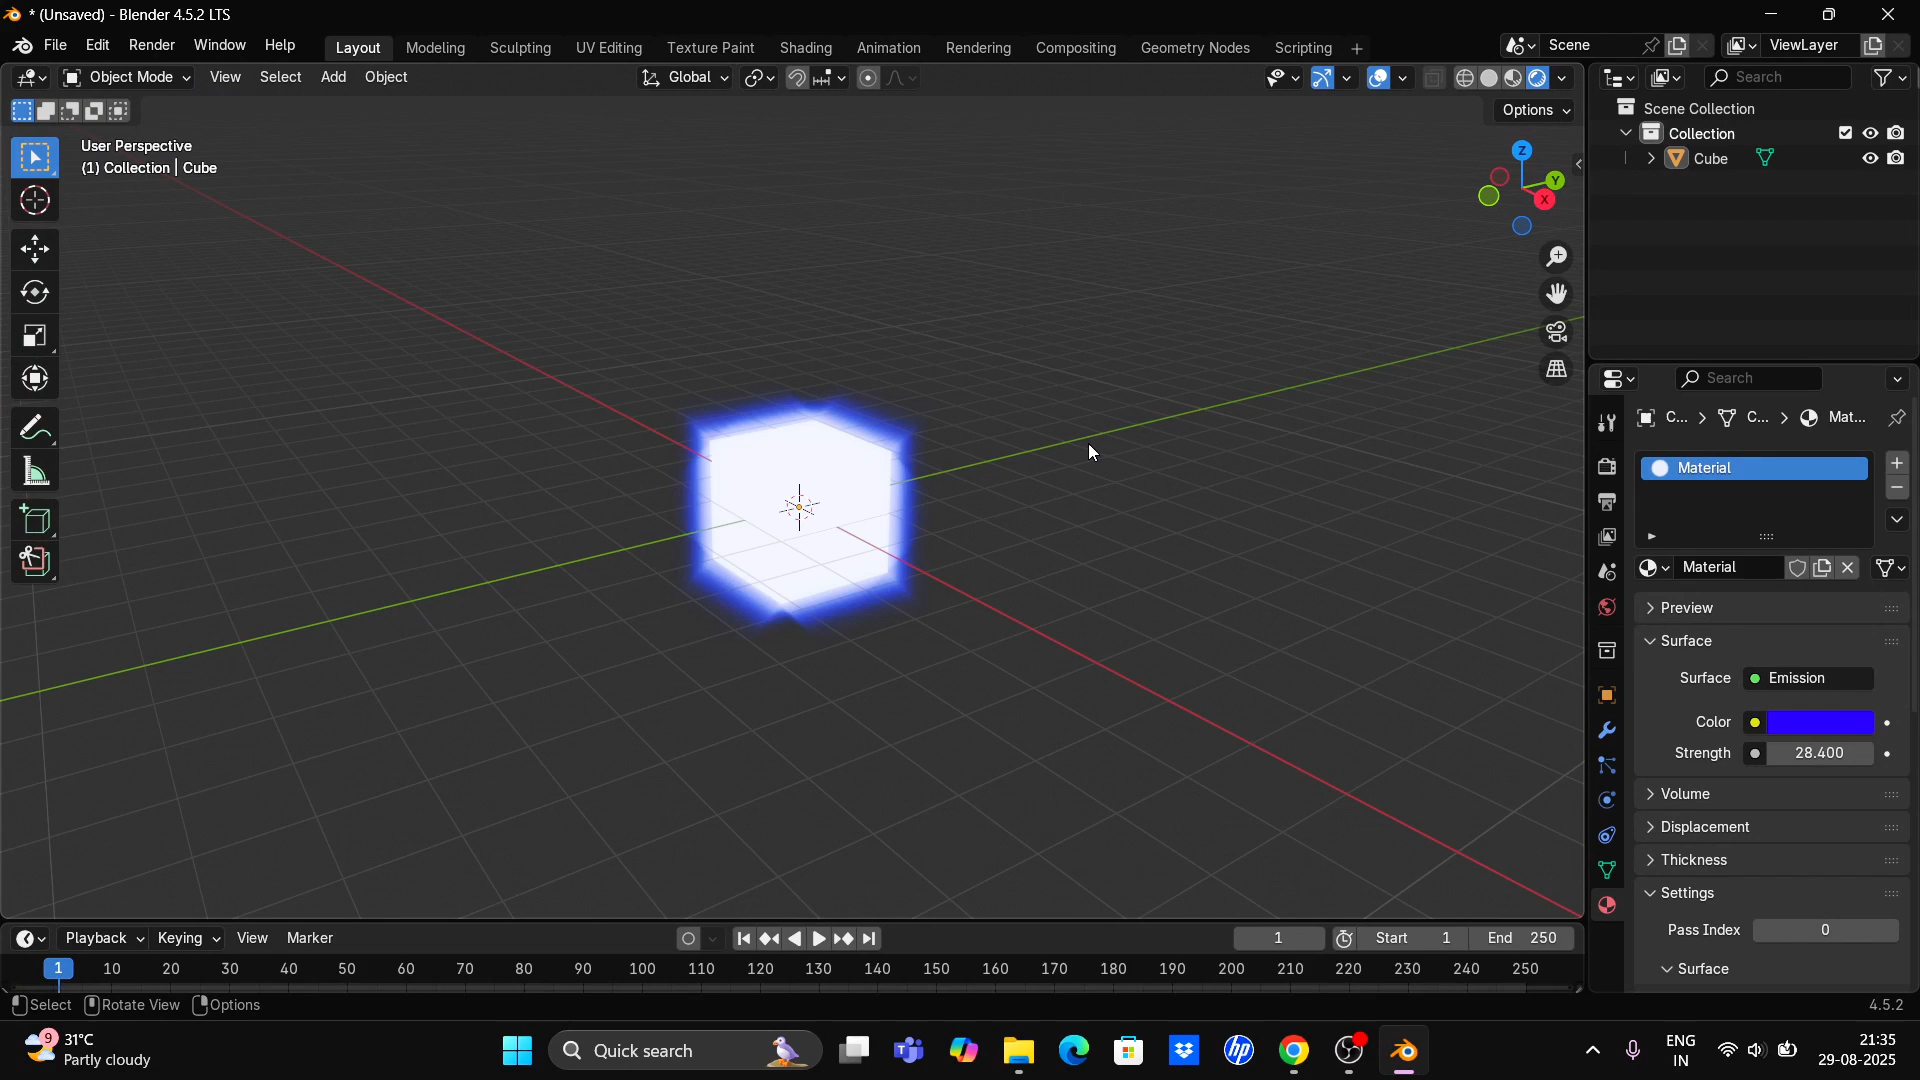 * (Unsaved) - Blender 4.5.2 LTS
File Edit Render Window Help
Layout Modeling Sculpting UV Editing Texture Paint Shading Animation Rendering Compositing Geometry Nodes Scripting +
Scene
ViewLayer
Object Mode View Select Add Object
Global
Search
Options
User Perspective
(1) Collection | Cube
Z
Y
X
Scene Collection
Collection
Cube
Search
C... > C... > Mat...
Material
Material
Preview
Surface
Surface Emission
Color
Strength 28.400
Volume
Displacement
Thickness
Settings
Pass Index 0
Surface
Playback Keying View Marker
1
Start 1 End 250
1 10 20 30 40 50 60 70 80 90 100 110 120 130 140 150 160 170 180 190 200 210 220 230 240 250
Select Rotate View Options
4.5.2
9
31°C
Partly cloudy
Quick search
hp
ENG
IN
21:35
29-08-2025